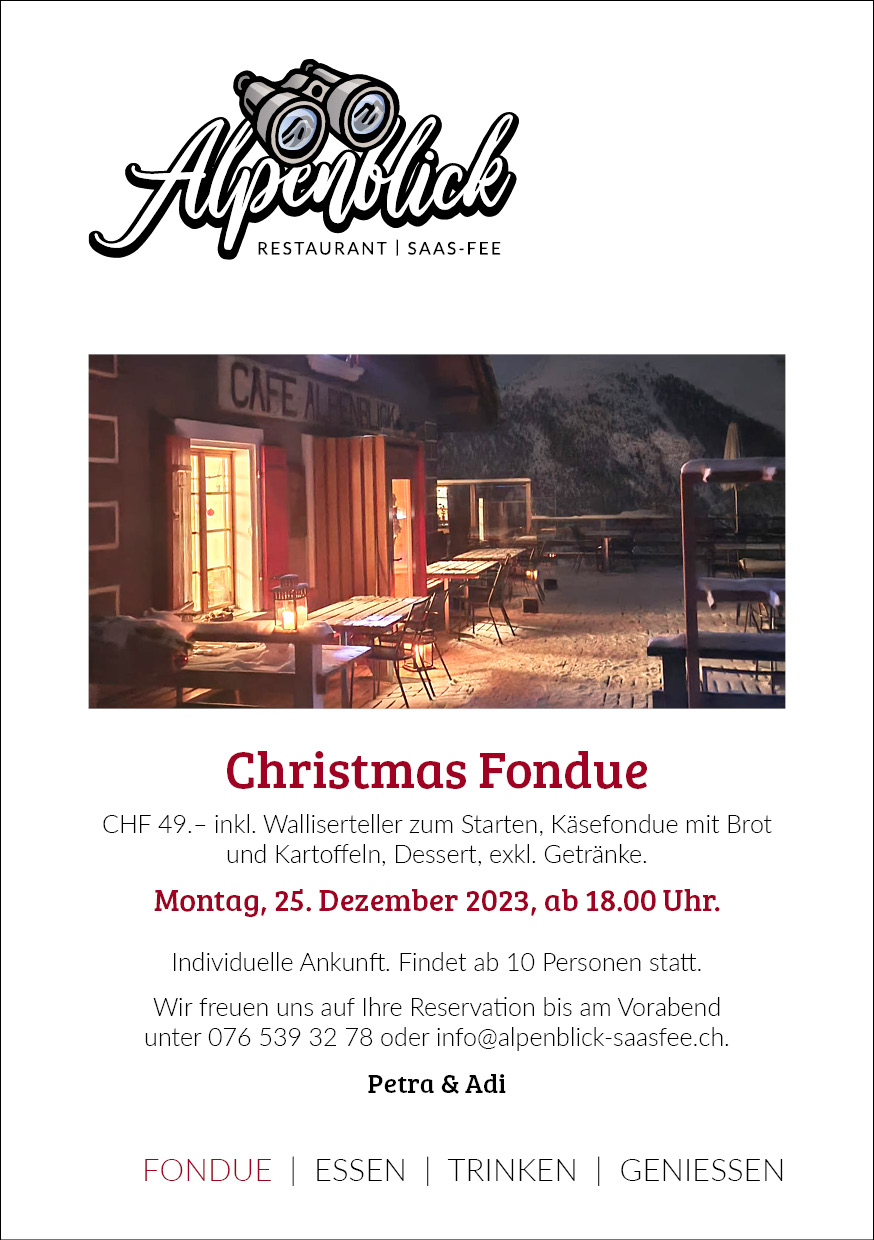 Alpenblick
RESTAURANT | SAAS-FEE
CAFE ALPENBLICK
Christmas Fondue
CHF 49.– inkl. Walliserteller zum Starten, Käsefondue mit Brot
und Kartoffeln, Dessert, exkl. Getränke.
Montag, 25. Dezember 2023, ab 18.00 Uhr.
Individuelle Ankunft. Findet ab 10 Personen statt.
Wir freuen uns auf Ihre Reservation bis am Vorabend
unter 076 539 32 78 oder info@alpenblick-saasfee.ch.
Petra & Adi
FONDUE | ESSEN | TRINKEN | GENIESSEN